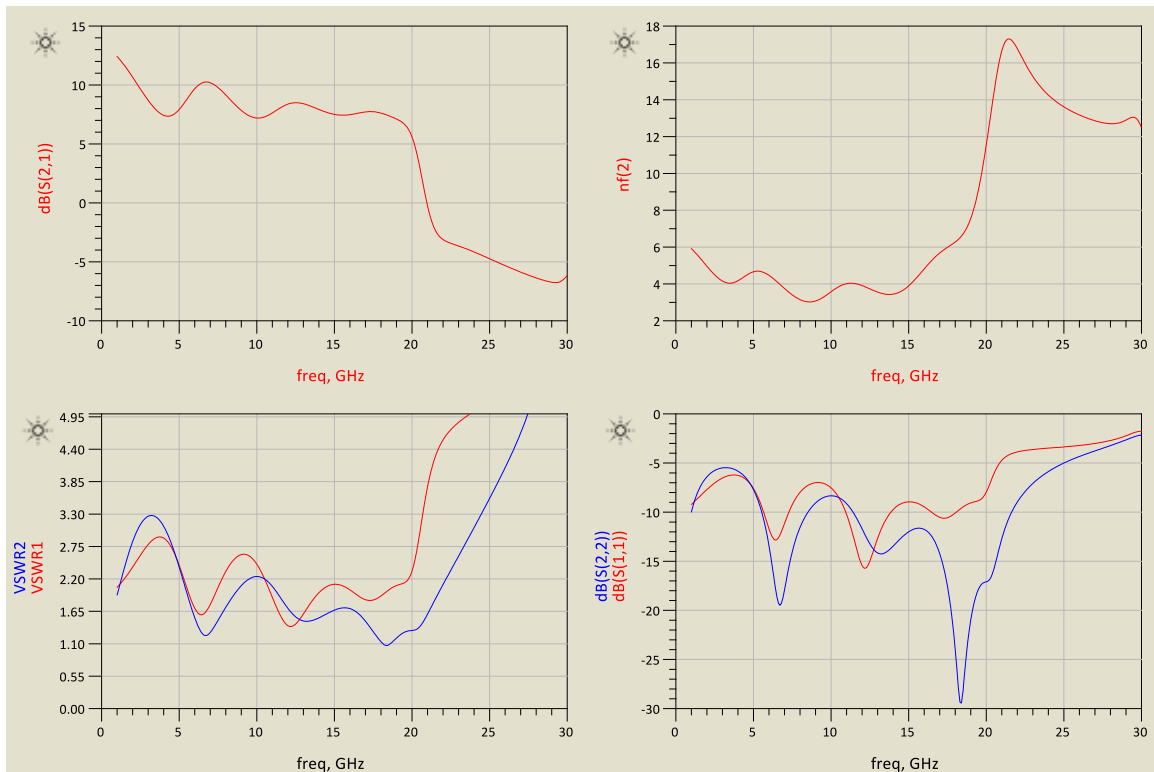 15
10
5
0
-5
-10
dB(S(2,1))
0 5 10 15 20 25 30
freq, GHz
18
16
14
12
10
8
6
4
2
nf(2)
0 5 10 15 20 25 30
freq, GHz
4.95
4.40
3.85
3.30
2.75
2.20
1.65
1.10
0.55
0.00
VSWR2
VSWR1
0 5 10 15 20 25 30
freq, GHz
0
-5
-10
-15
-20
-25
-30
dB(S(2,2))
dB(S(1,1))
0 5 10 15 20 25 30
freq, GHz